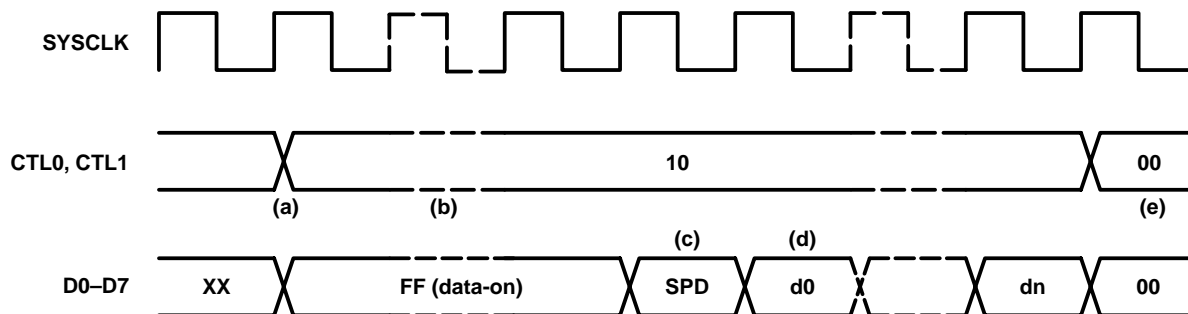 SYSCLK
CTL0, CTL1
10
00
(a)
(b)
(e)
(c)
(d)
D0–D7
XX
FF (data-on)
SPD
d0
dn
00